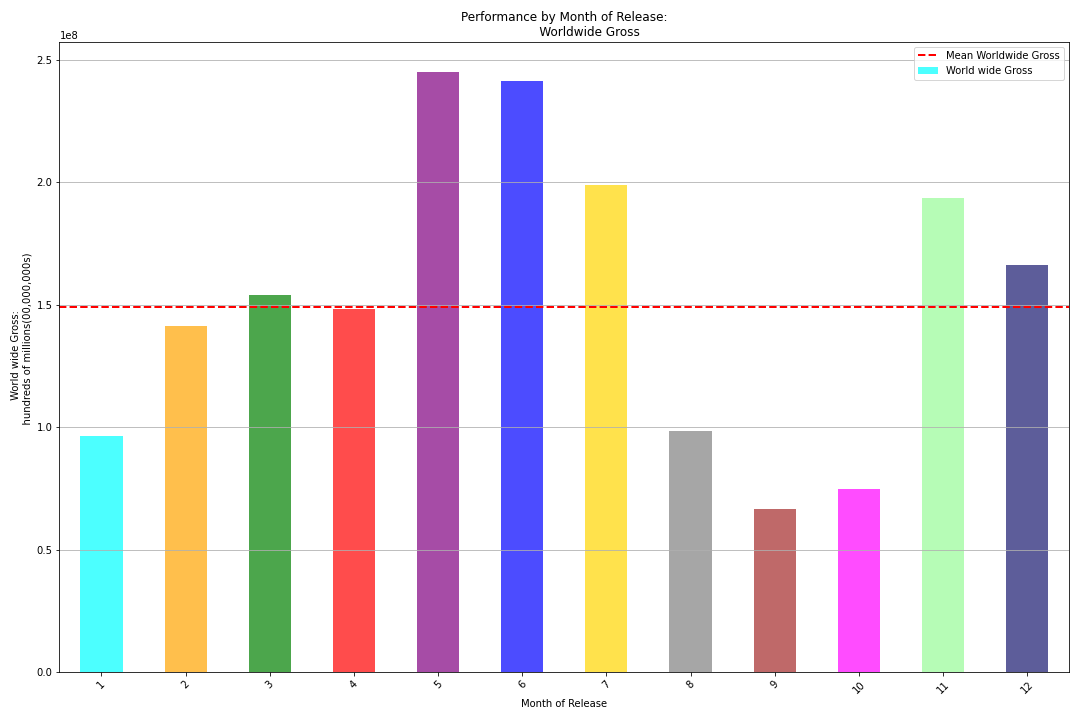 Performance by Month of Release:
Worldwide Gross
1e8
Mean Worldwide Gross
World wide Gross
2.5
2.0
1.5
1.0
0.5
0.0
World wide Gross:
hundreds of millions(00,000,000s)
1
2
3
4
5
6
7
8
9
10
11
12
Month of Release